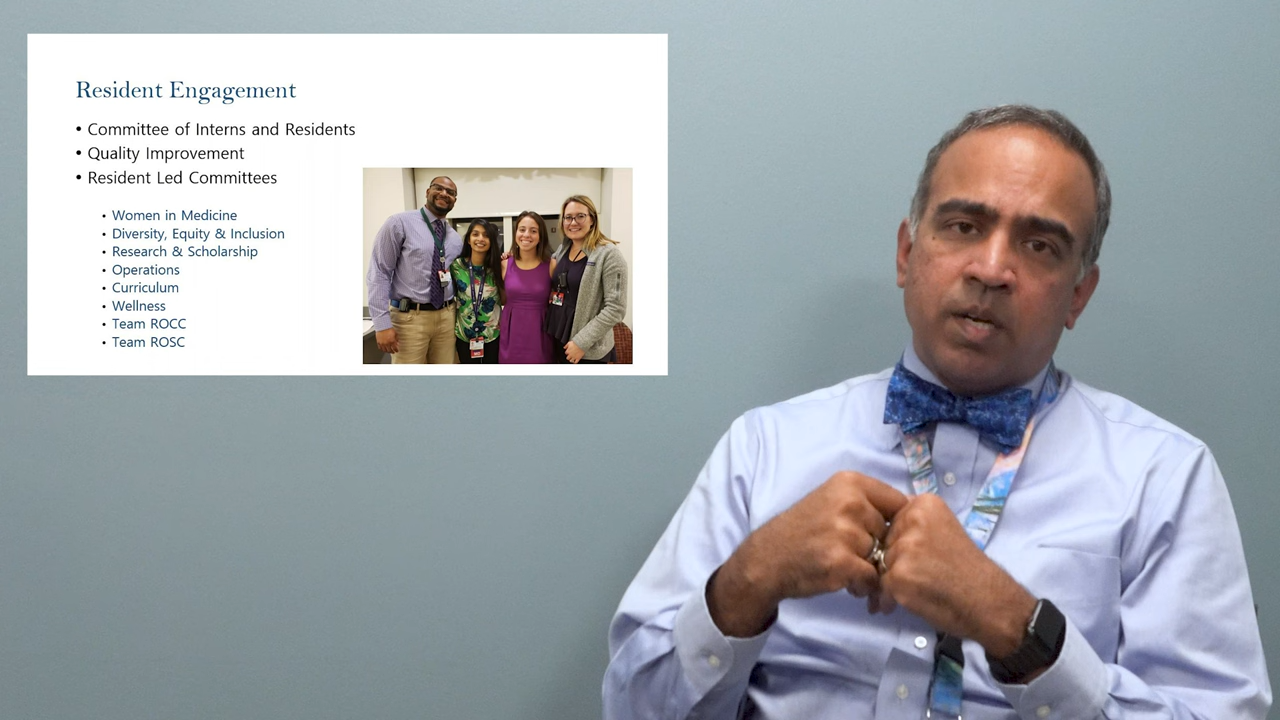 Resident Engagement
• Committee of Interns and Residents
• Quality Improvement
• Resident Led Committees
• Women in Medicine
• Diversity, Equity & Inclusion
• Research & Scholarship
• Operations
• Curriculum
• Wellness
• Team ROCC
• Team ROSC